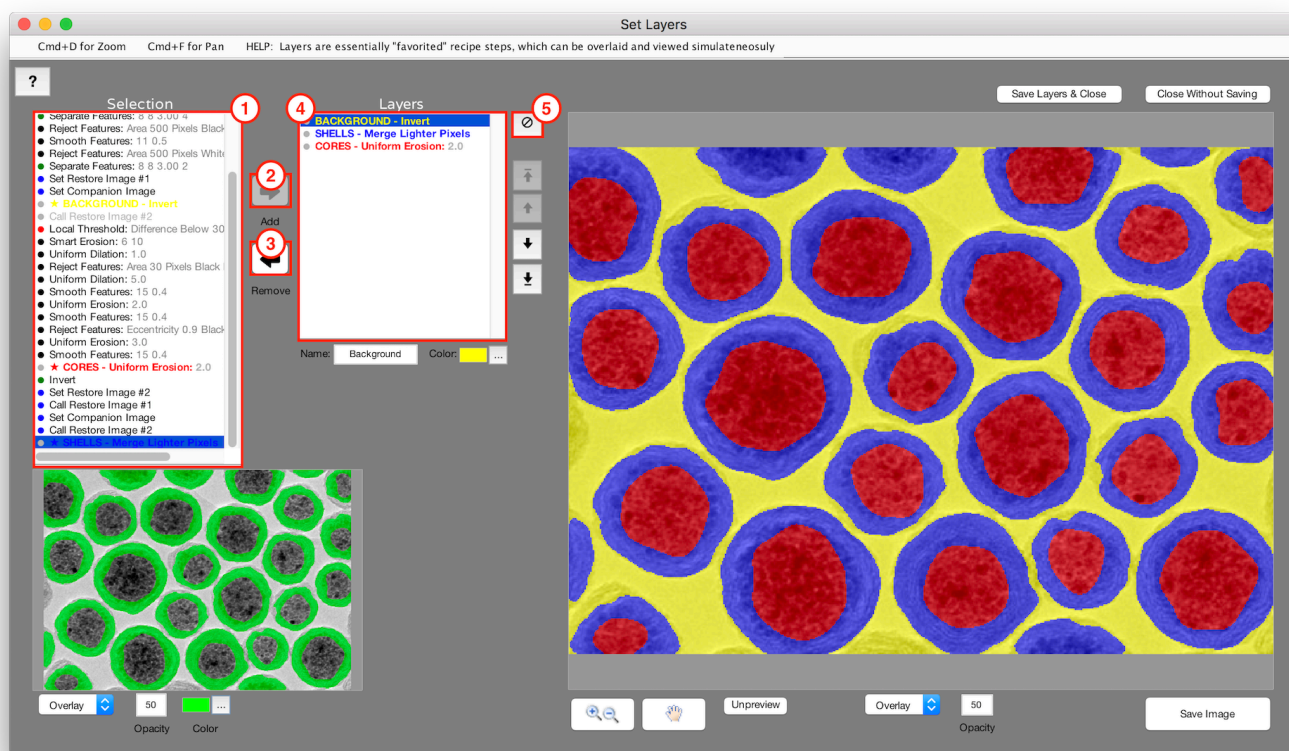 Set Layers
Cmd+D for Zoom Cmd+F for Pan HELP: Layers are essentially "favorited" recipe steps, which can be overlaid and viewed simulateneosuly
?
Save Layers & Close Close Without Saving
Selection 1 4 Layers 5
Separate Features: 8 8 3.00 4
Reject Features: Area 500 Pixels Black
Smooth Features: 11 0.5
Reject Features: Area 500 Pixels White
Separate Features: 8 8 3.00 2
Set Restore Image #1
Set Companion Image
★ BACKGROUND - Invert
Call Restore Image #2
Local Threshold: Difference Below 30
Smart Erosion: 6 10
Uniform Dilation: 1.0
Reject Features: Area 30 Pixels Black
Uniform Dilation: 5.0
Smooth Features: 15 0.4
Uniform Erosion: 2.0
Smooth Features: 15 0.4
Reject Features: Eccentricity 0.9 Black
Uniform Erosion: 3.0
Smooth Features: 15 0.4
★ CORES - Uniform Erosion: 2.0
Invert
Set Restore Image #2
Call Restore Image #1
Set Companion Image
Call Restore Image #2
★ SHELLS - Merge Lighter Pixels
2
Add
3
Remove
BACKGROUND - Invert
SHELLS - Merge Lighter Pixels
CORES - Uniform Erosion: 2.0
Name: Background Color: ...
Overlay 50 ...
Opacity Color
Unpreview Overlay 50 Save Image
Opacity